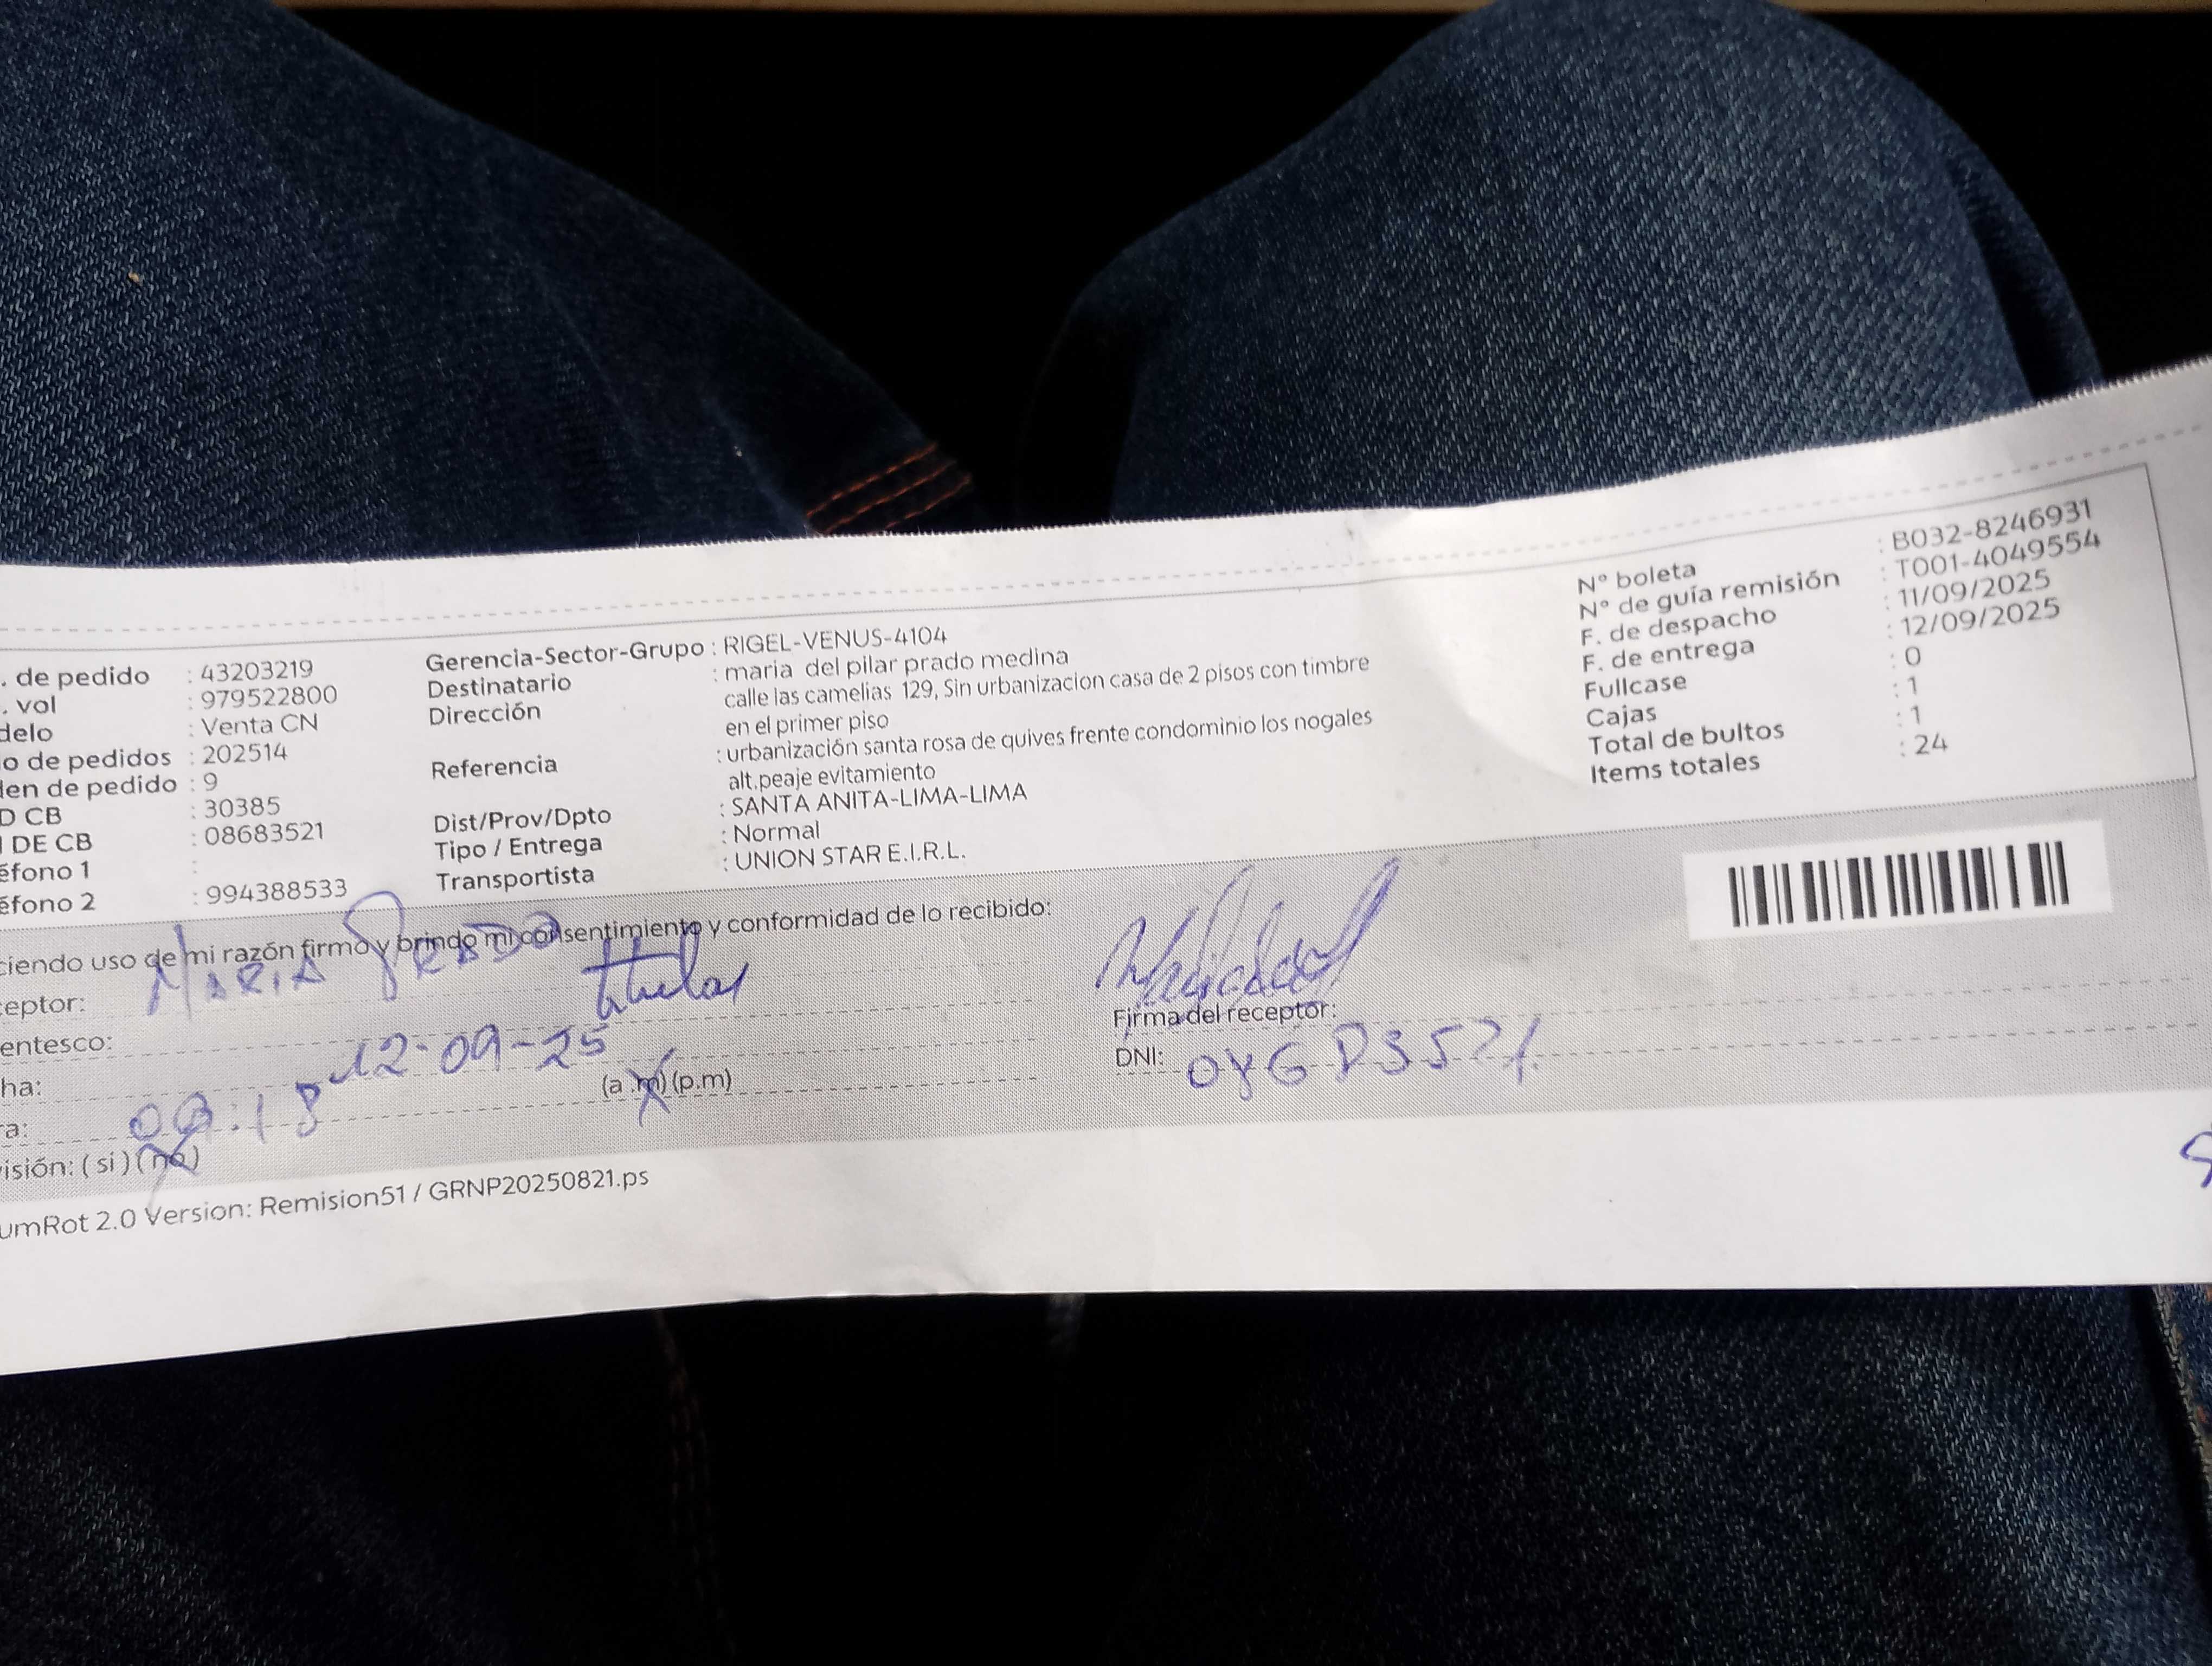 . de pedido : 43203219
. vol : 979522800
delo : Venta CN
o de pedidos : 202514
len de pedido : 9
D CB : 30385
DE CB : 08683521
éfono 1 :
éfono 2 : 994388533
Gerencia-Sector-Grupo : RIGEL-VENUS-4104
Destinatario : maria del pilar prado medina
Dirección calle las camelias 129, Sin urbanizacion casa de 2 pisos con timbre
en el primer piso
Referencia : urbanización santa rosa de quives frente condominio los nogales
alt.peaje evitamiento
Dist/Prov/Dpto : SANTA ANITA-LIMA-LIMA
Tipo / Entrega : Normal
Transportista : UNION STAR E.I.R.L.
N° boleta : B032-8246931
N° de guía remisión : T001-4049554
F. de despacho : 11/09/2025
F. de entrega : 12/09/2025
Fullcase : 0
Cajas : 1
Total de bultos : 1
Items totales : 24
ciendo uso de mi razón firmo y brindo mi consentimiento y conformidad de lo recibido:
ceptor: MARIA PRADO
entesco: titular
ha: 12-09-25
ra: 09:18 (a.m) (p.m)
isión: (si) (no)
Firma del receptor:
DNI:
umRot 2.0 Version: Remision51 / GRNP20250821.ps